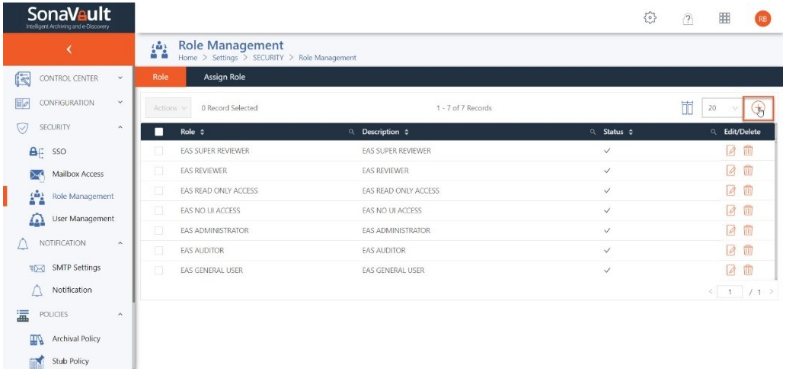 SonaVault
Intelligent Archiving and e-Discovery
RB
Role Management
Home > Settings > SECURITY > Role Management
CONTROL CENTER
CONFIGURATION
SECURITY
SSO
Mailbox Access
Role Management
User Management
NOTIFICATION
SMTP Settings
Notification
POLICIES
Archival Policy
Stub Policy
Role Assign Role
Actions 0 Record Selected 1 - 7 of 7 Records 20
Role Description Status Edit/Delete
EAS SUPER REVIEWER EAS SUPER REVIEWER
EAS REVIEWER EAS REVIEWER
EAS READ ONLY ACCESS EAS READ ONLY ACCESS
EAS NO UI ACCESS EAS NO UI ACCESS
EAS ADMINISTRATOR EAS ADMINISTRATOR
EAS AUDITOR EAS AUDITOR
EAS GENERAL USER EAS GENERAL USER
< 1 / 1 >